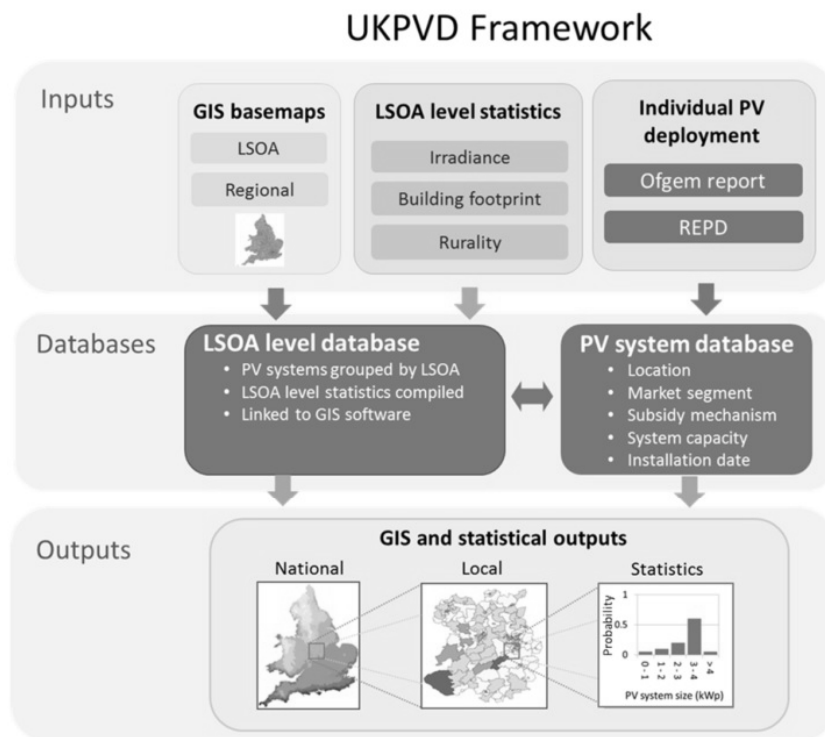 UKPVD Framework
Inputs
GIS basemaps
LSOA
Regional
LSOA level statistics
Irradiance
Building footprint
Rurality
Individual PV
deployment
Ofgem report
REPD
Databases
LSOA level database
• PV systems grouped by LSOA
• LSOA level statistics compiled
• Linked to GIS software
PV system database
• Location
• Market segment
• Subsidy mechanism
• System capacity
• Installation date
Outputs
GIS and statistical outputs
National
Local
Statistics
Probability
1
0.5
0
0 - 1
1 - 2
2 - 3
3 - 4
> 4
PV system size (kWp)